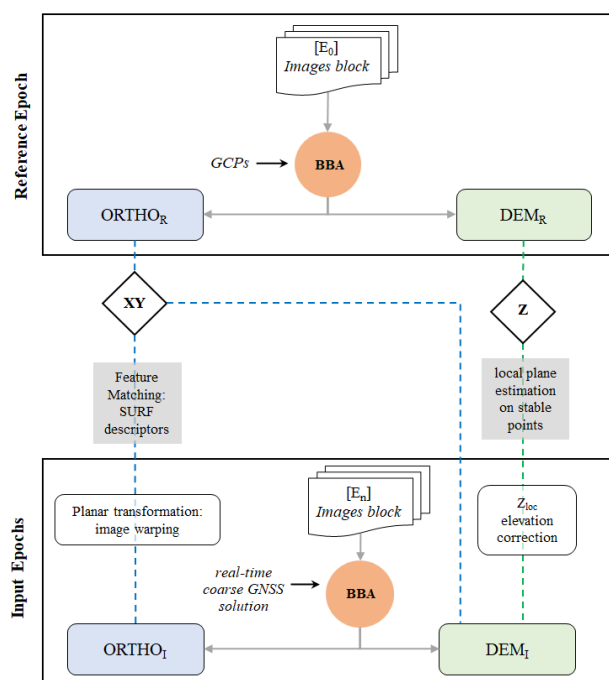 Reference Epoch
[E0]
Images block
GCPs
BBA
ORTHOR
DEMR
XY
Z
Feature
Matching:
SURF
descriptors
local plane
estimation
on stable
points
Input Epochs
[En]
Images block
Planar transformation:
image warping
Zloc
elevation
correction
real-time
coarse GNSS
solution
BBA
ORTHOI
DEMI